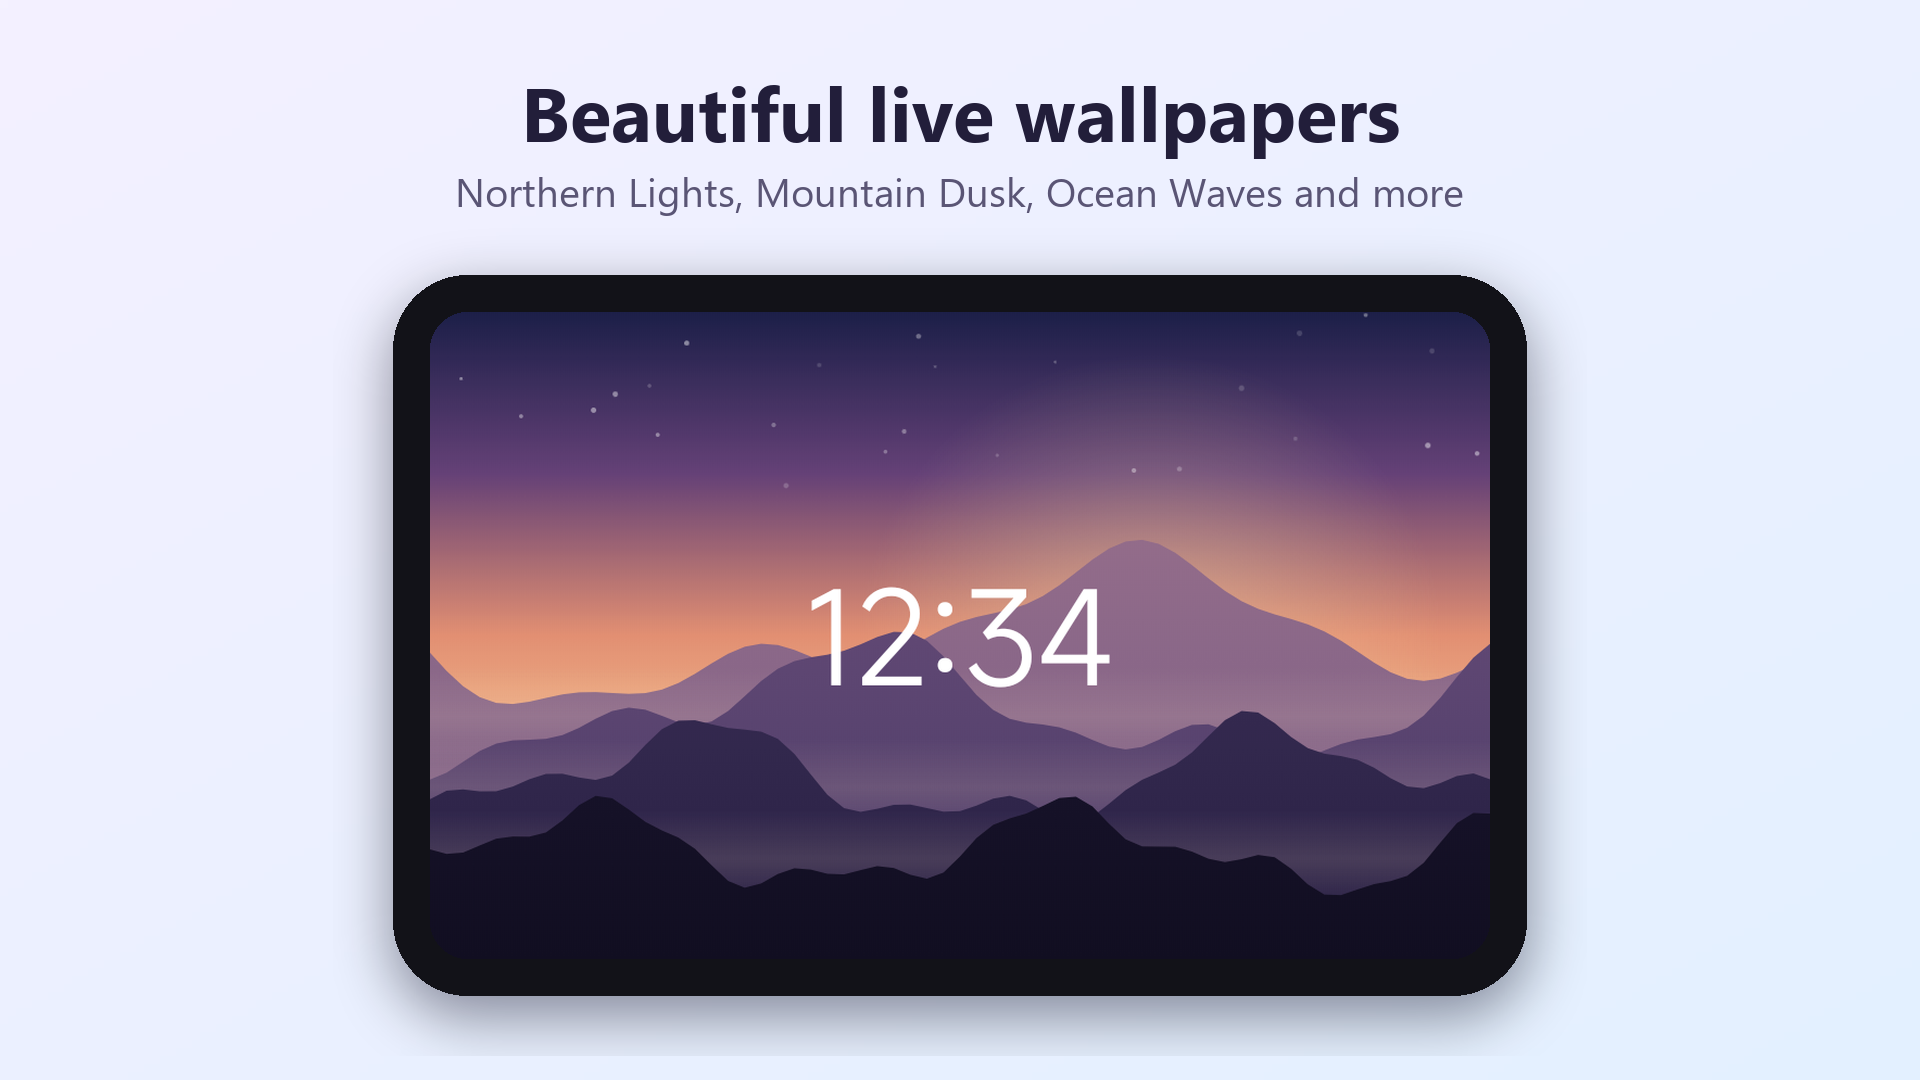 Beautiful live wallpapers
Northern Lights, Mountain Dusk, Ocean Waves and more
12:34